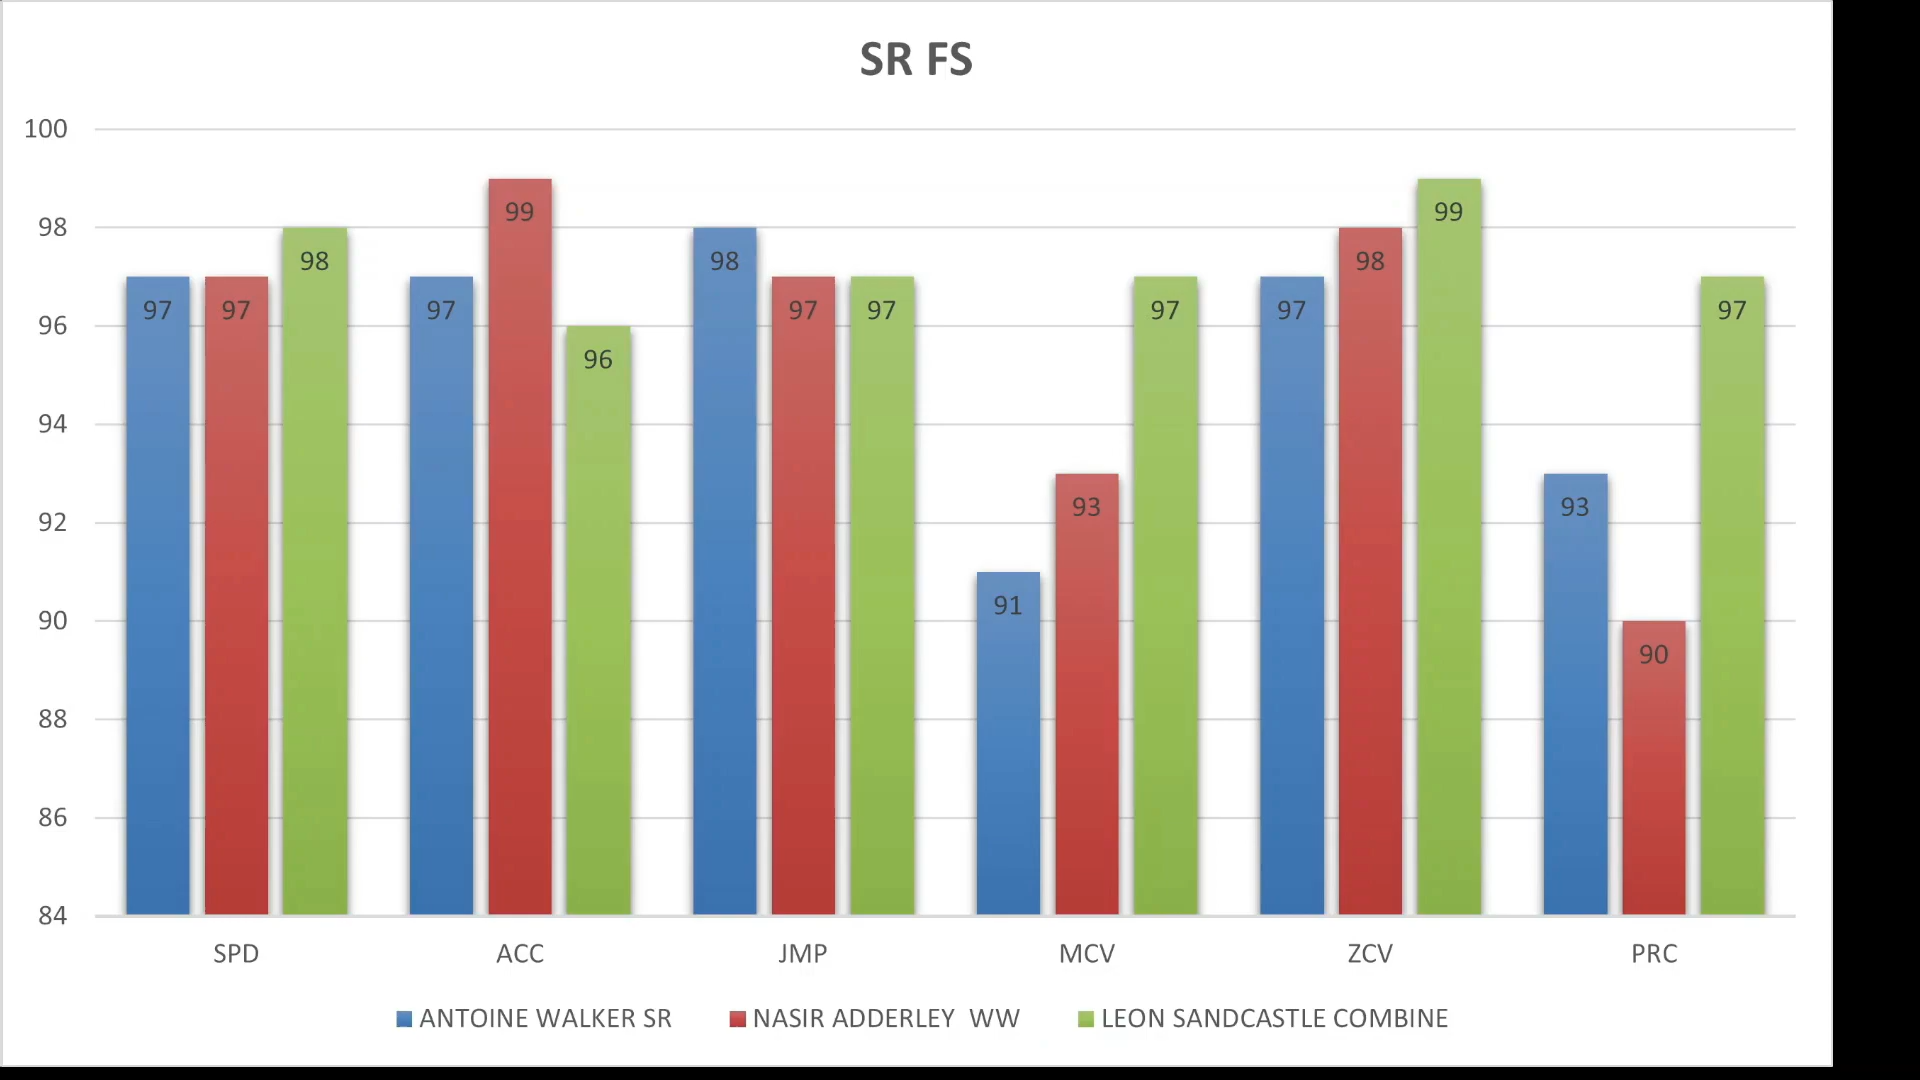 SR FS
100
98
96
94
92
90
88
86
84
97 97 98
97 99 96
98 97 97
91 93 97
97 98 99
93 90 97
SPD ACC JMP MCV ZCV PRC
ANTOINE WALKER SR NASIR ADDERLEY WW LEON SANDCASTLE COMBINE